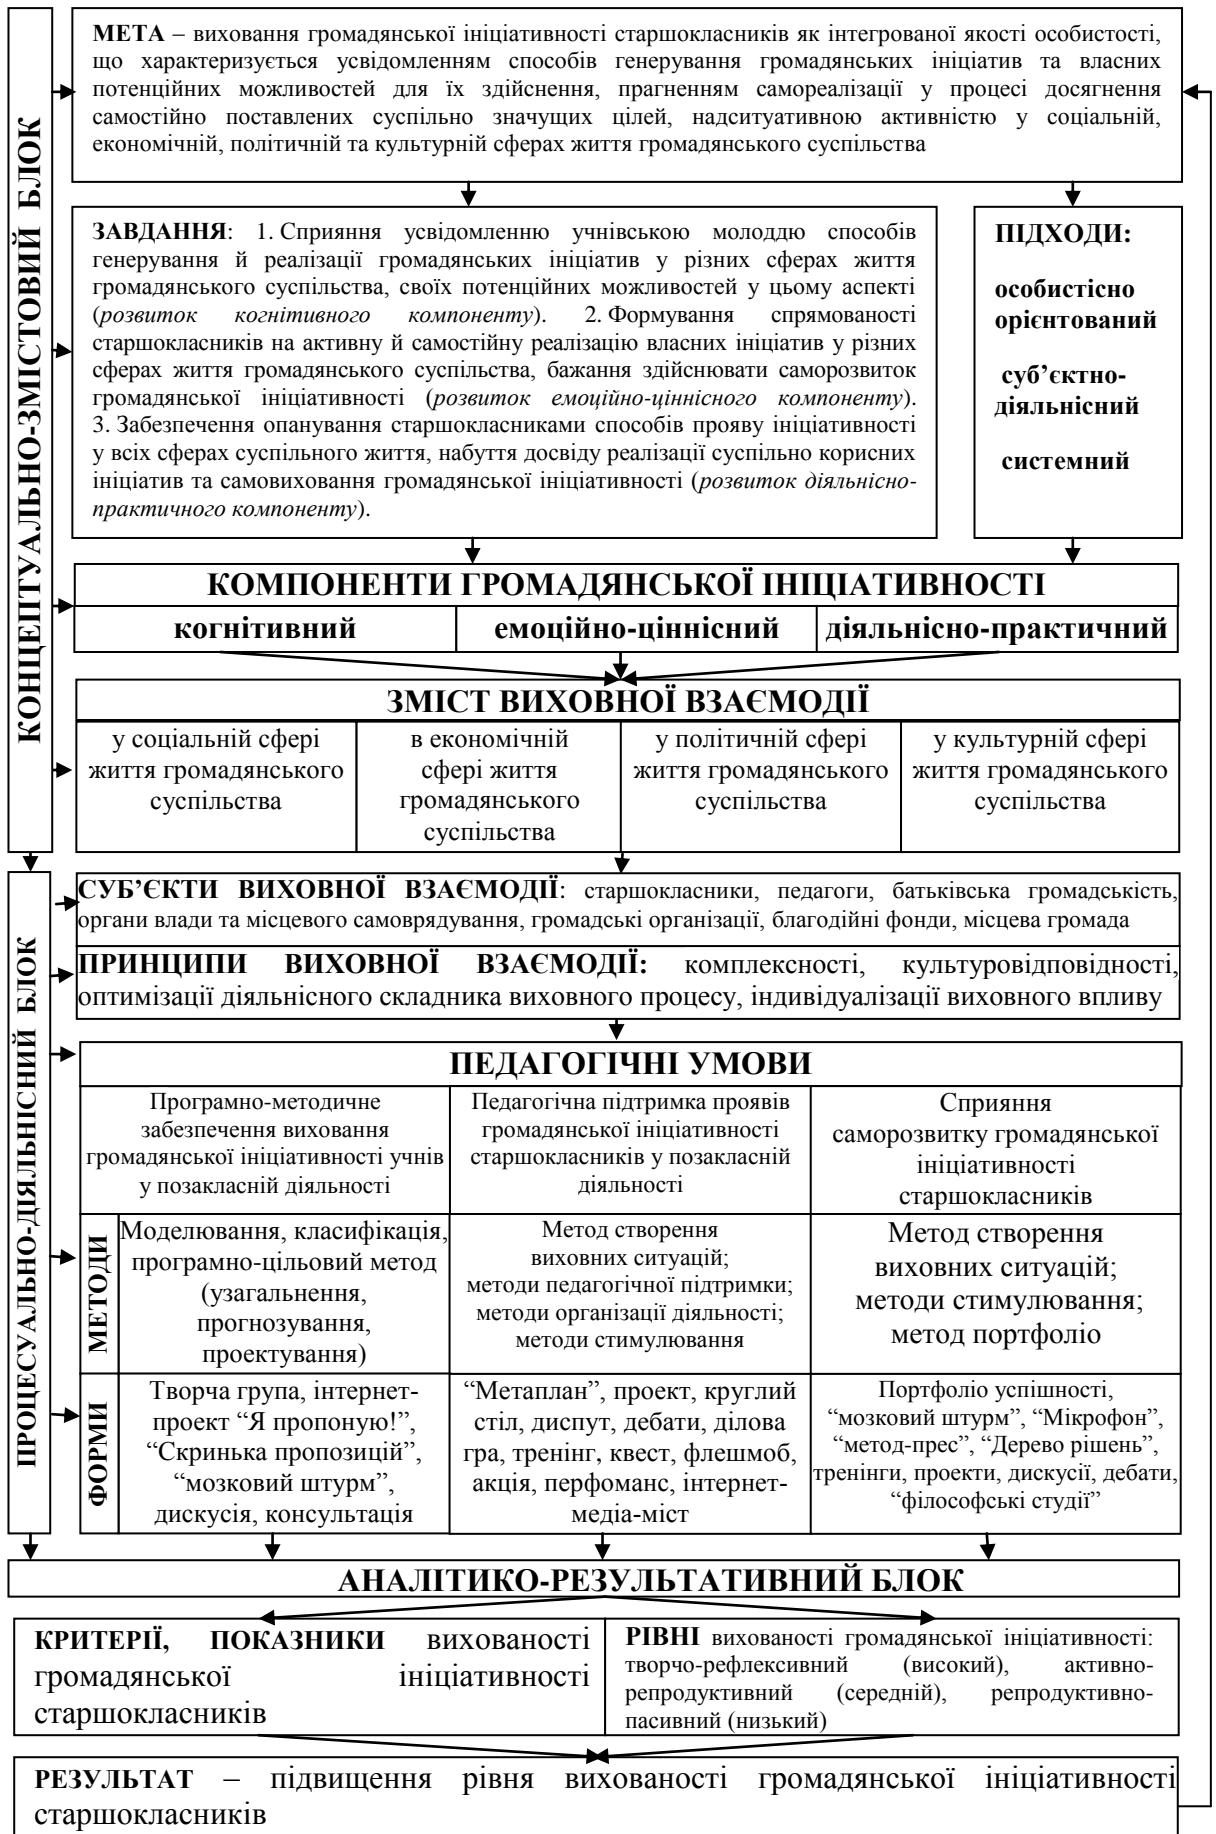 КОНЦЕПТУАЛЬНО-ЗМІСТОВИЙ БЛОК
МЕТА – виховання громадянської ініціативності старшокласників як інтегрованої якості особистості,
що характеризується усвідомленням способів генерування громадянських ініціатив та власних
потенційних можливостей для їх здійснення, прагненням самореалізації у процесі досягнення
самостійно поставлених суспільно значущих цілей, надситуативною активністю у соціальній,
економічній, політичній та культурній сферах життя громадянського суспільства
ЗАВДАННЯ: 1. Сприяння усвідомленню учнівською молоддю способів
генерування й реалізації громадянських ініціатив у різних сферах життя
громадянського суспільства, своїх потенційних можливостей у цьому аспекті
(розвиток когнітивного компоненту). 2. Формування спрямованості
старшокласників на активну й самостійну реалізацію власних ініціатив у різних
сферах життя громадянського суспільства, бажання здійснювати саморозвиток
громадянської ініціативності (розвиток емоційно-ціннісного компоненту).
3. Забезпечення опанування старшокласниками способів прояву ініціативності
у всіх сферах суспільного життя, набуття досвіду реалізації суспільно корисних
ініціатив та самовиховання громадянської ініціативності (розвиток діяльнісно-
практичного компоненту).
ПІДХОДИ:
особистісно
орієнтований
суб’єктно-
діяльнісний
системний
КОМПОНЕНТИ ГРОМАДЯНСЬКОЇ ІНІЦІАТИВНОСТІ
когнітивний
емоційно-ціннісний
діяльнісно-практичний
ЗМІСТ ВИХОВНОЇ ВЗАЄМОДІЇ
у соціальній сфері
життя громадянського
суспільства
в економічній
сфері життя
громадянського
суспільства
у політичній сфері
життя громадянського
суспільства
у культурній сфері
життя громадянського
суспільства
ПРОЦЕСУАЛЬНО-ДІЯЛЬНІСНИЙ БЛОК
СУБ’ЄКТИ ВИХОВНОЇ ВЗАЄМОДІЇ: старшокласники, педагоги, батьківська громадськість,
органи влади та місцевого самоврядування, громадські організації, благодійні фонди, місцева громада
ПРИНЦИПИ ВИХОВНОЇ ВЗАЄМОДІЇ: комплексності, культуровідповідності,
оптимізації діяльнісного складника виховного процесу, індивідуалізації виховного впливу
ПЕДАГОГІЧНІ УМОВИ
Програмно-методичне
забезпечення виховання
громадянської ініціативності учнів
у позакласній діяльності
Педагогічна підтримка проявів
громадянської ініціативності
старшокласників у позакласній
діяльності
Сприяння
саморозвитку громадянської
ініціативності
старшокласників
МЕТОДИ
Моделювання, класифікація,
програмно-цільовий метод
(узагальнення,
прогнозування,
проектування)
Метод створення
виховних ситуацій;
методи педагогічної підтримки;
методи організації діяльності;
методи стимулювання
Метод створення
виховних ситуацій;
методи стимулювання;
метод портфоліо
ФОРМИ
Творча група, інтернет-
проект “Я пропоную!”,
“Скринька пропозицій”,
“мозковий штурм”,
дискусія, консультація
“Метаплан”, проект, круглий
стіл, диспут, дебати, ділова
гра, тренінг, квест, флешмоб,
акція, перфоманс, інтернет-
медіа-міст
Портфоліо успішності,
“мозковий штурм”, “Мікрофон”,
“метод-прес”, “Дерево рішень”,
тренінги, проекти, дискусії, дебати,
“філософські студії”
АНАЛІТИКО-РЕЗУЛЬТАТИВНИЙ БЛОК
КРИТЕРІЇ, ПОКАЗНИКИ вихованості
громадянської ініціативності
старшокласників
РІВНІ вихованості громадянської ініціативності:
творчо-рефлексивний (високий), активно-
репродуктивний (середній), репродуктивно-
пасивний (низький)
РЕЗУЛЬТАТ – підвищення рівня вихованості громадянської ініціативності
старшокласників